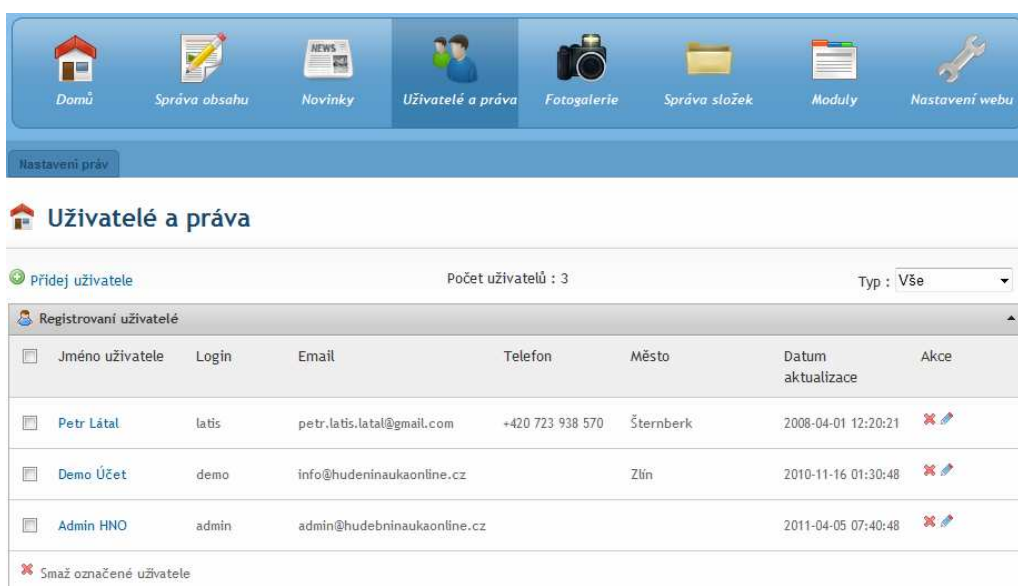 NEWS
Domů Správa obsahu Novinky Uživatelé a práva Fotogalerie Správa složek Moduly Nastavení webu
Nastavení práv
Uživatelé a práva
Přidej uživatele Počet uživatelů : 3 Typ : Vše
Registrovaní uživatelé
Jméno uživatele Login Email Telefon Město Datum aktualizace Akce
Petr Látal latis petr.latis.latal@gmail.com +420 723 938 570 Šternberk 2008-04-01 12:20:21
Demo Účet demo info@hudeninaukaonline.cz Zlín 2010-11-16 01:30:48
Admin HNO admin admin@hudebninaukaonline.cz 2011-04-05 07:40:48
Smaž označené uživatele